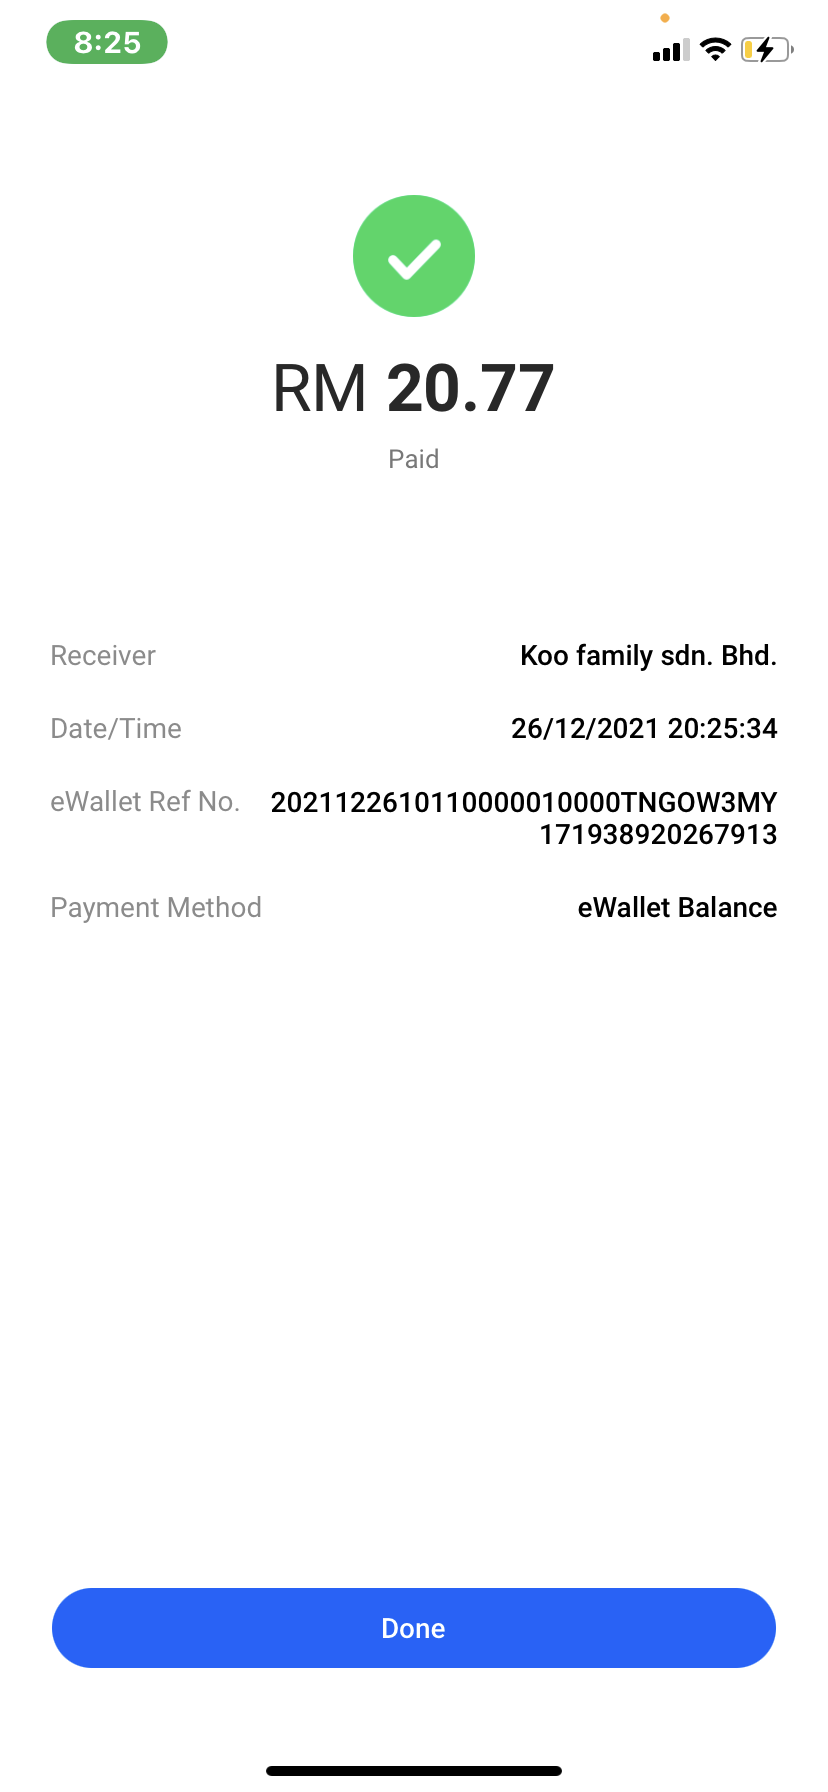 8:25
RM 20.77
Paid
Receiver Koo family sdn. Bhd.
Date/Time 26/12/2021 20:25:34
eWallet Ref No. 2021122610110000010000TNGOW3MY
171938920267913
Payment Method eWallet Balance
Done